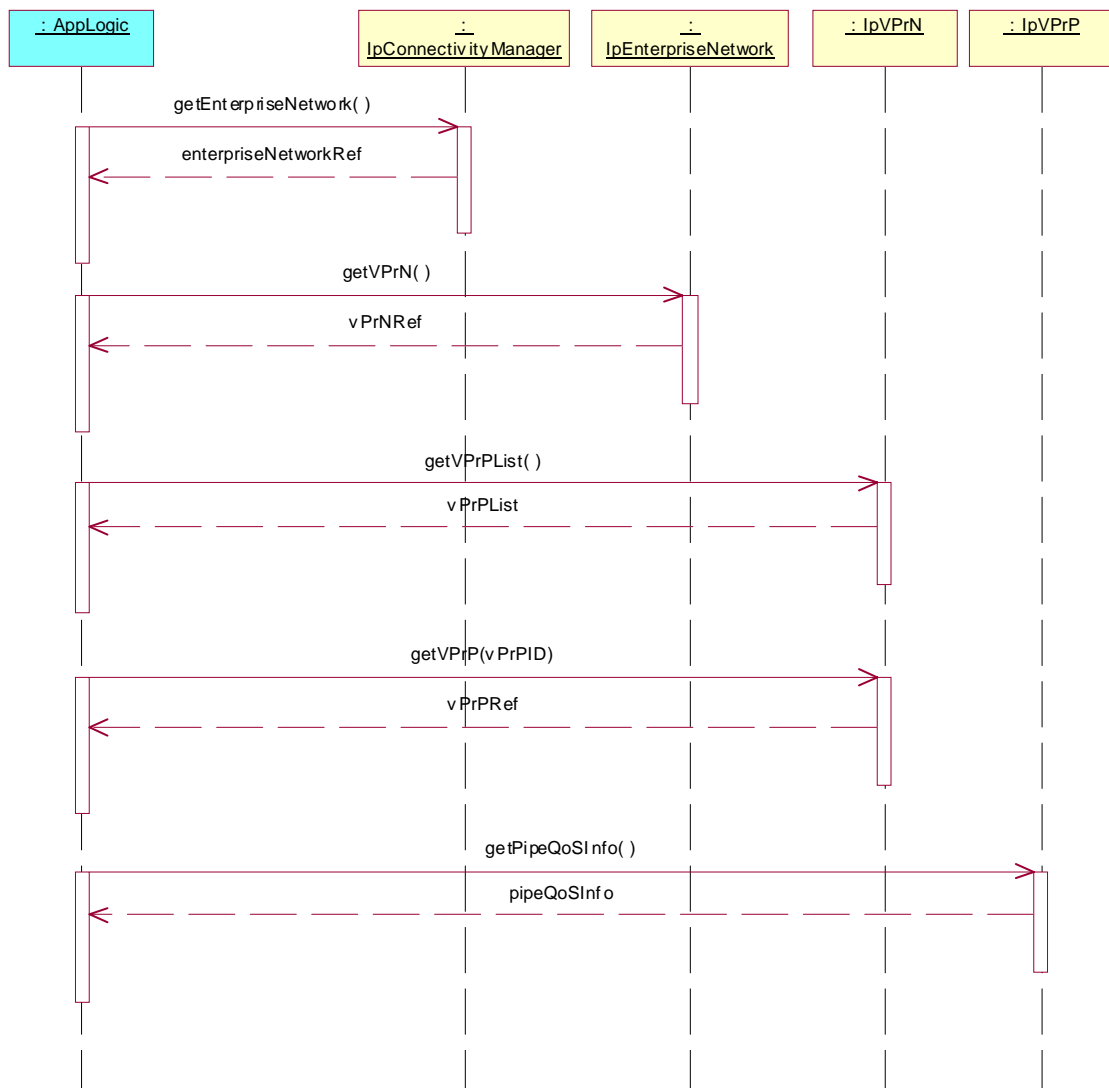 : AppLogic
:
IpConnectivityManager
:
IpEnterpriseNetwork
: IpVPrN
: IpVPrP
getEnterpriseNetwork( )
enterpriseNetworkRef
getVPrN( )
vPrNRef
getVPrPList( )
vPrPList
getVPrP(vPrPID)
vPrPRef
getPipeQoSInfo( )
pipeQoSInfo